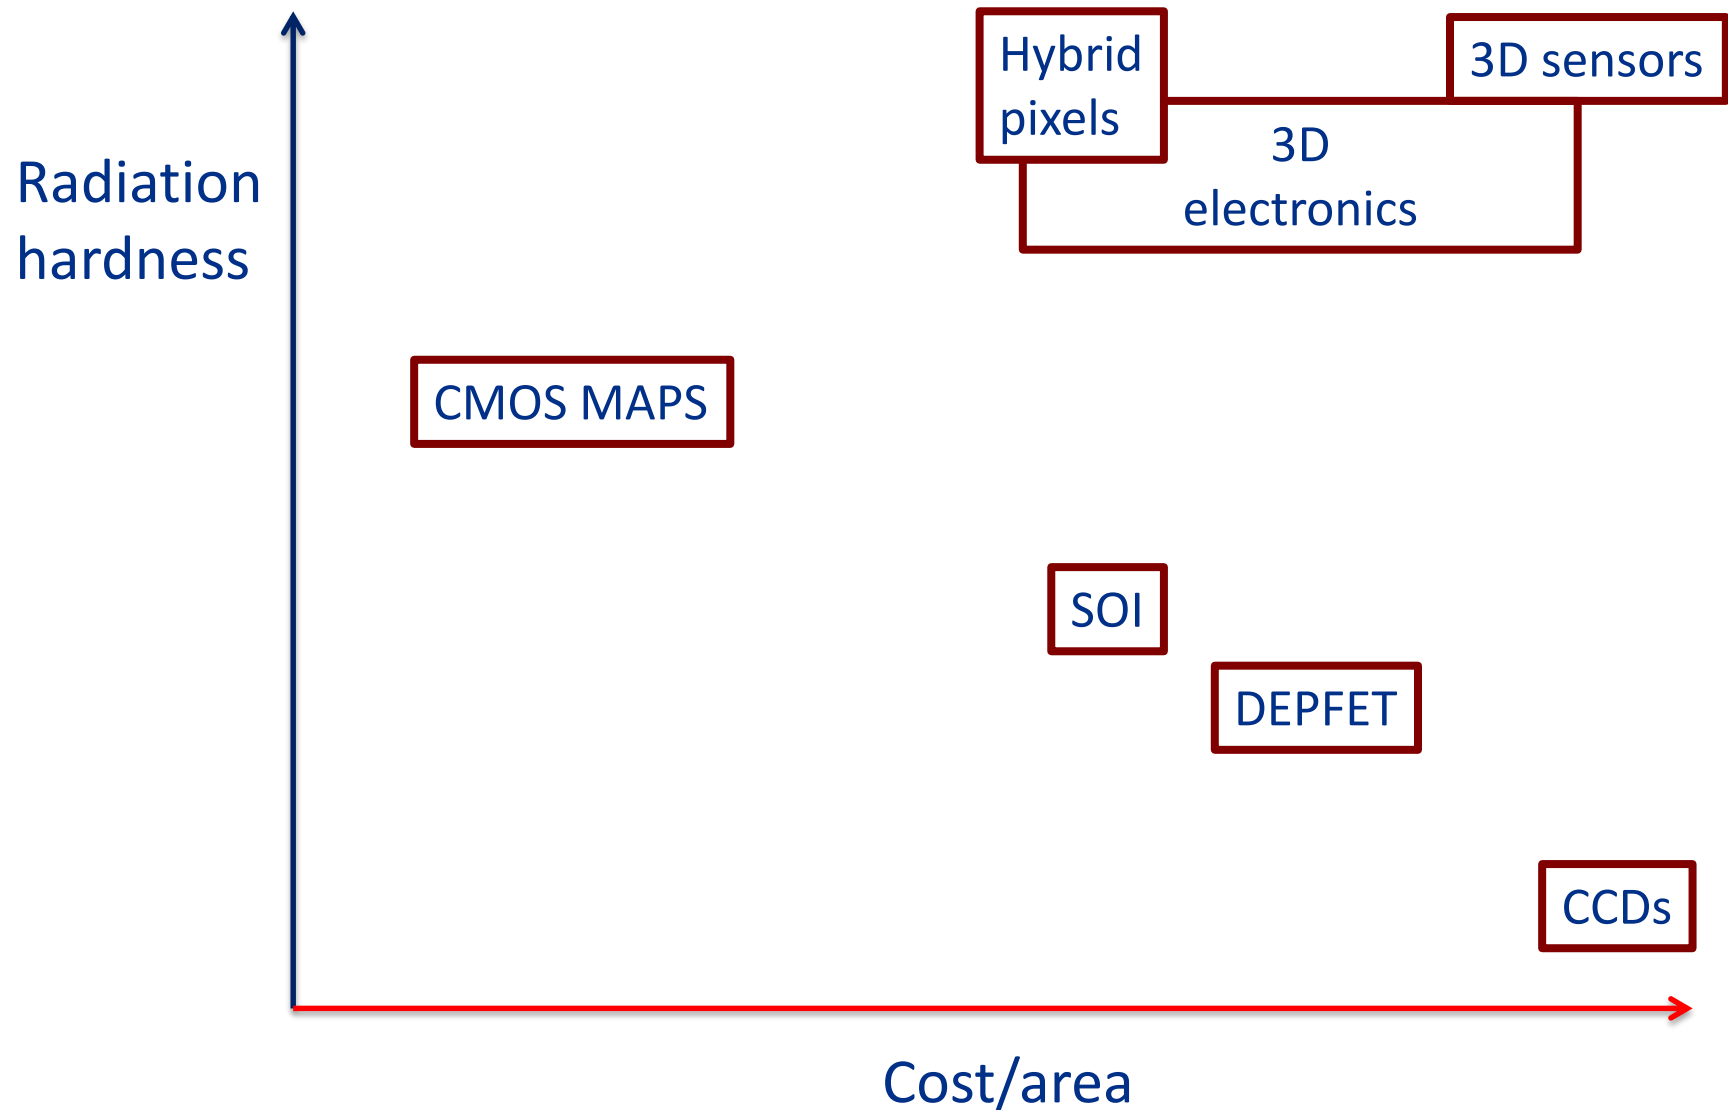 Hybrid
pixels
3D sensors
3D
electronics
Radiation
hardness
CMOS MAPS
SOI
DEPFET
CCDs
Cost/area